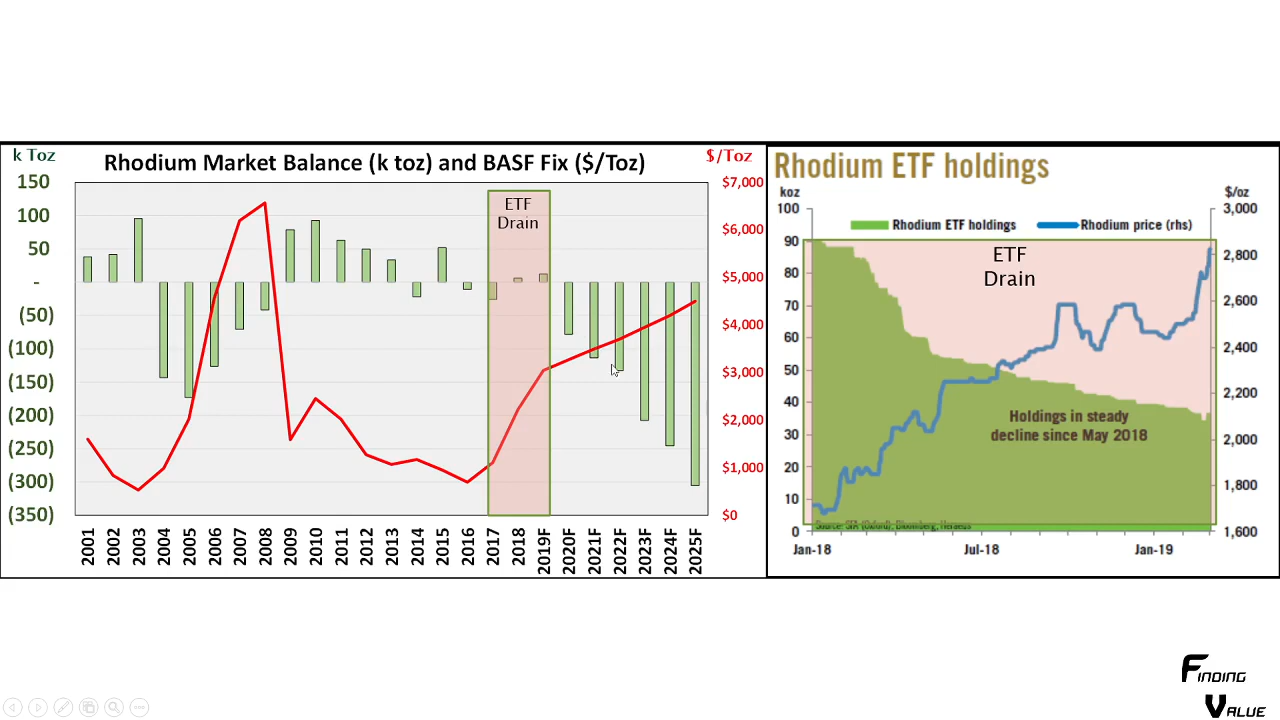 k Toz
Rhodium Market Balance (k toz) and BASF Fix ($/Toz)
$/Toz
150
100
50
-
(50)
(100)
(150)
(200)
(250)
(300)
(350)
ETF
Drain
$7,000
$6,000
$5,000
$4,000
$3,000
$2,000
$1,000
$0
2001
2002
2003
2004
2005
2006
2007
2008
2009
2010
2011
2012
2013
2014
2015
2016
2017
2018
2019F
2020F
2021F
2022F
2023F
2024F
2025F
Rhodium ETF holdings
koz
$/oz
100
90
80
70
60
50
40
30
20
10
0
Rhodium ETF holdings
Rhodium price (rhs)
ETF
Drain
Holdings in steady
decline since May 2018
Source: SFA (Oxford), Bloomberg, Heraeus
3,000
2,800
2,600
2,400
2,200
2,000
1,800
1,600
Jan-18
Jul-18
Jan-19
Finding
Value